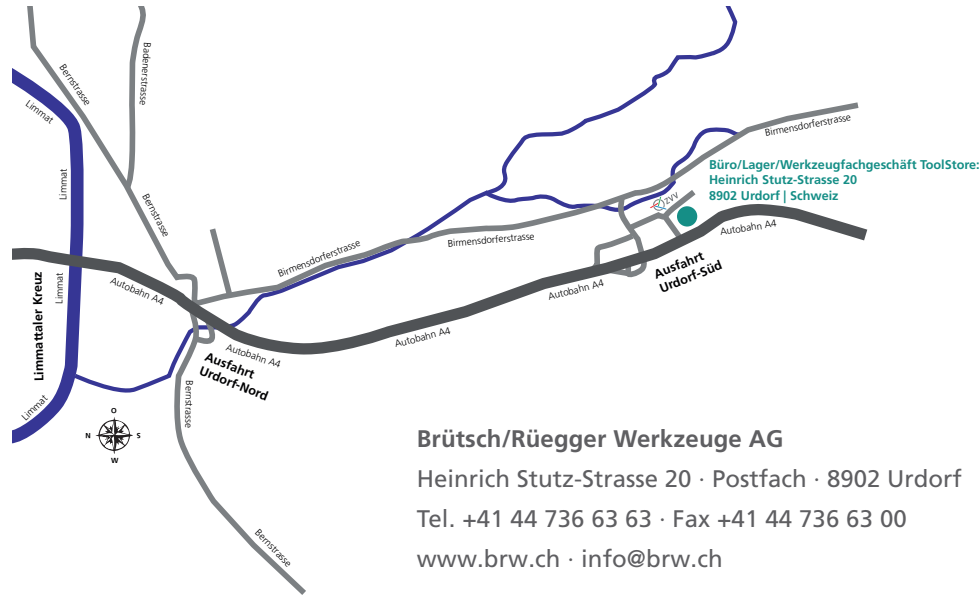 Badenerstrasse
Bernstrasse
Limmat
Limmat
Birmensdorferstrasse
Büro/Lager/Werkzeugfachgeschäft ToolStore:
Heinrich Stutz-Strasse 20
8902 Urdorf | Schweiz
ZVV
Bernstrasse
Autobahn A4
Birmensdorferstrasse
Birmensdorferstrasse
Ausfahrt
Urdorf-Süd
Limmattaler Kreuz
Limmat
Autobahn A4
Autobahn A4
Autobahn A4
Autobahn A4
Ausfahrt
Urdorf-Nord
Limmat
Bernstrasse
O
N
S
W
Bernstrasse
Brütsch/Rüegger Werkzeuge AG
Heinrich Stutz-Strasse 20 · Postfach · 8902 Urdorf
Tel. +41 44 736 63 63 · Fax +41 44 736 63 00
www.brw.ch · info@brw.ch